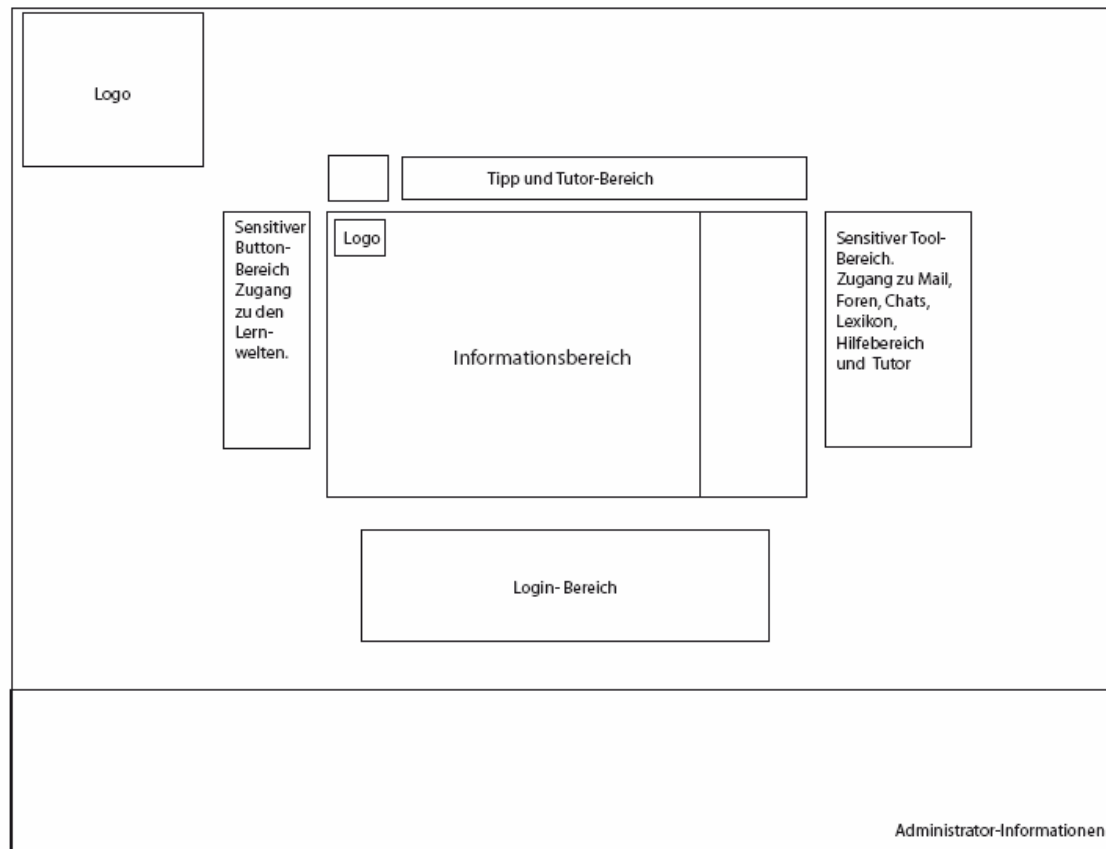 Logo
Tipp und Tutor-Bereich
Sensitiver
Button-
Bereich
Zugang
zu den
Lern-
welten.
Logo
Informationsbereich
Sensitiver Tool-
Bereich.
Zugang zu Mail,
Foren, Chats,
Lexikon,
Hilfebereich
und Tutor
Login- Bereich
Administrator-Informationen